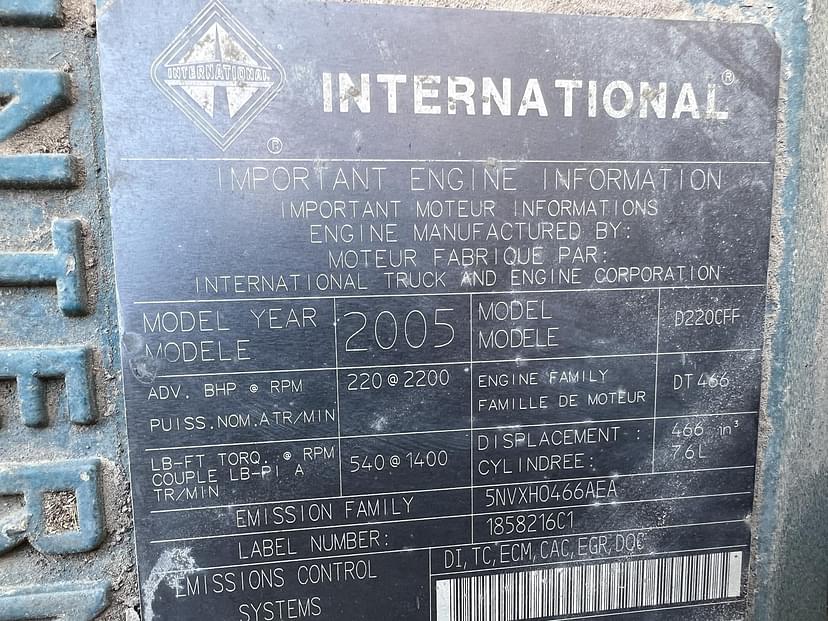 INTERNATIONAL
INTERNATIONAL®
®
IMPORTANT ENGINE INFORMATION
IMPORTANT MOTEUR INFORMATIONS
ENGINE MANUFACTURED BY:
MOTEUR FABRIQUE PAR:
INTERNATIONAL TRUCK AND ENGINE CORPORATION
MODEL YEAR
MODELE
2005
MODEL
MODELE
D220CFF
ADV. BHP @ RPM
PUISS.NOM.ATR/MIN
220 @ 2200
ENGINE FAMILY
FAMILLE DE MOTEUR
DT466
LB-FT TORQ. @ RPM
COUPLE LB-PI A
TR/MIN
540 @ 1400
DISPLACEMENT :
CYLINDREE:
466 in³
7.6L
EMISSION FAMILY
5NVXH0466AEA
LABEL NUMBER:
1858216C1
EMISSIONS CONTROL
SYSTEMS
DI, TC, ECM, CAC, EGR, DOC
INTER